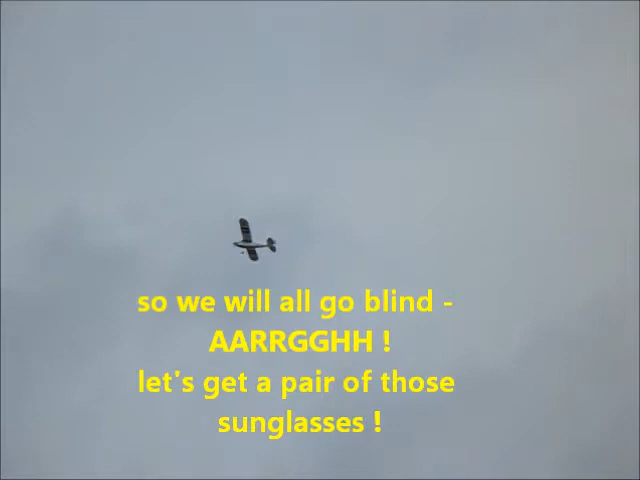 so we will all go blind -
AARRGGHH !
let's get a pair of those
sunglasses !